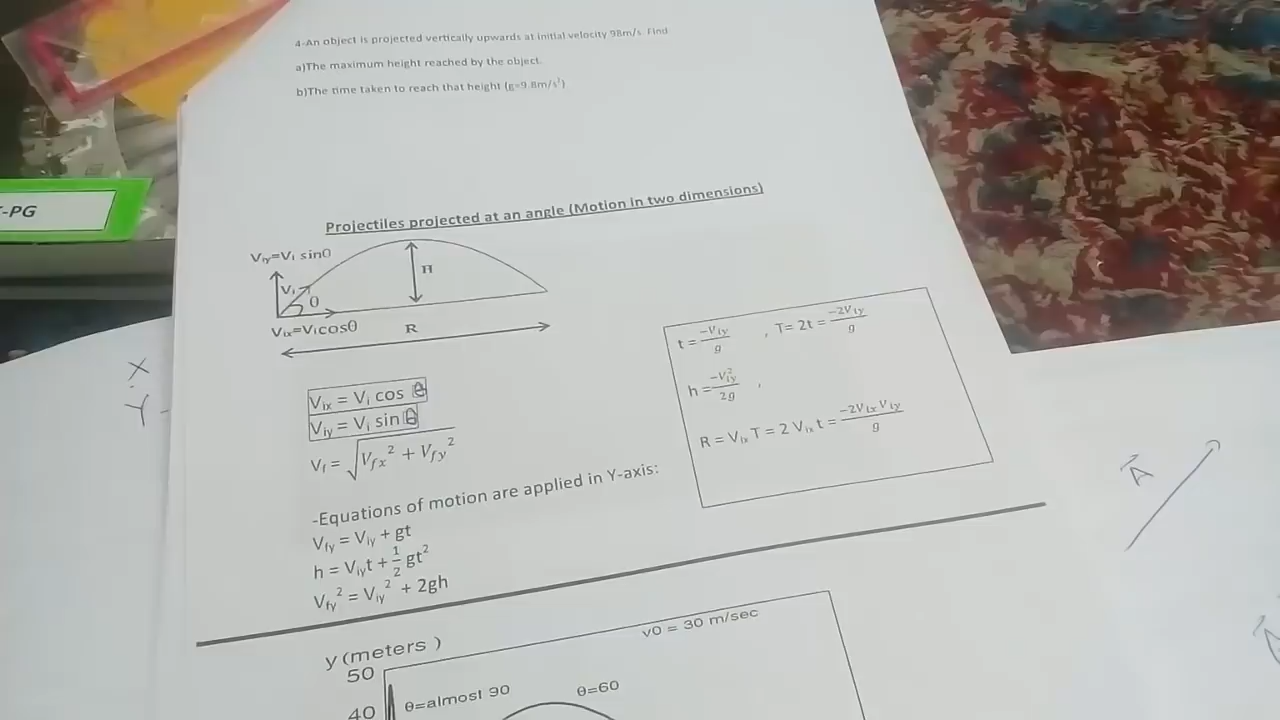 4-An object is projected vertically upwards at initial velocity 98m/s. Find
a)The maximum height reached by the object.
b)The time taken to reach that height (g=9.8m/s²)
-PG
Projectiles projected at an angle (Motion in two dimensions)
Viy=Vi sinθ
H
Vi
θ
Vix=Vicosθ
R
X
Y -
t = -Viy/g , T= 2t = -2Viy/g
h = -Viy²/2g ,
R = Vix T = 2 Vix t = -2Vix Viy/g
Vix = Vi cos θ
Viy = Vi sin θ
Vf = √(Vfx² + Vfy²)
A
-Equations of motion are applied in Y-axis:
Vfy = Viy + gt
h = Viyt + 1/2 gt²
Vfy² = Viy² + 2gh
y (meters )
v0 = 30 m/sec
50
θ=almost 90
θ=60
40